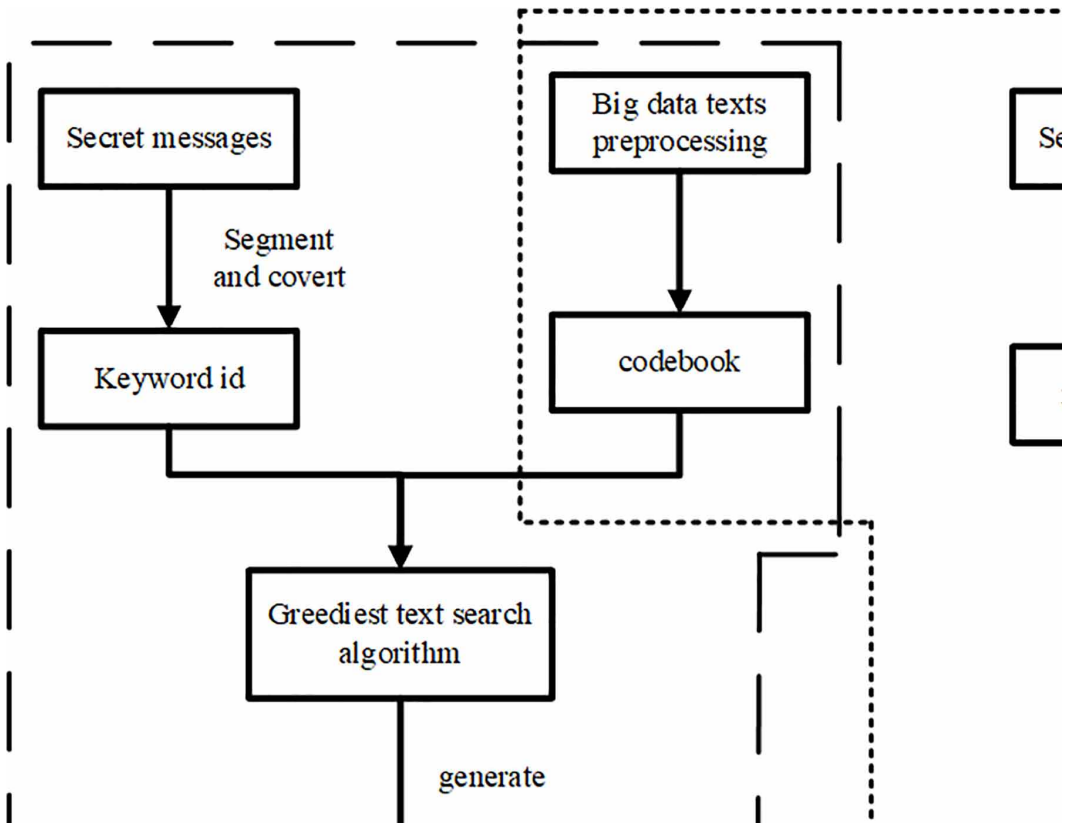 Secret messages
Big data texts
preprocessing
Segment
and covert
Keyword id
codebook
Greediest text search
algorithm
generate